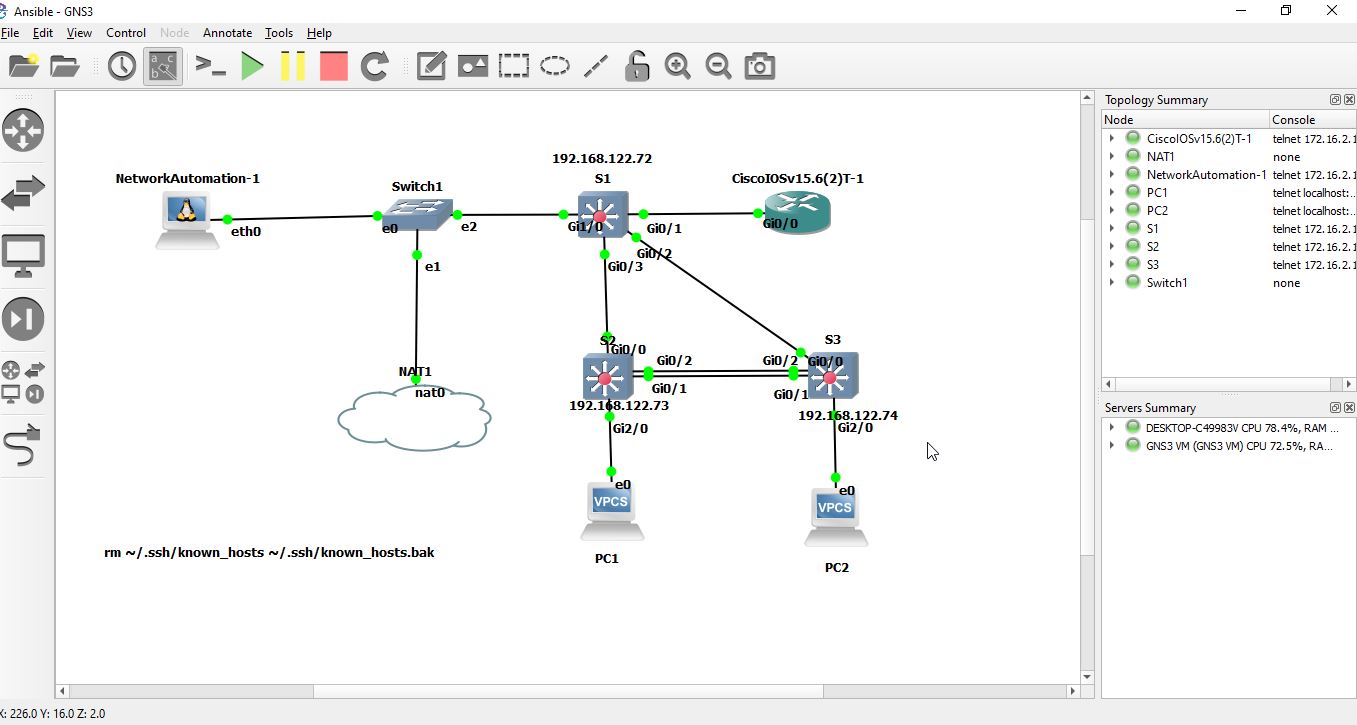 Ansible - GNS3
File Edit View Control Node Annotate Tools Help
Topology Summary
Node Console
CiscoIOSv15.6(2)T-1 telnet 172.16.2.1
NAT1 none
NetworkAutomation-1 telnet 172.16.2.1
PC1 telnet localhost:...
PC2 telnet localhost:...
S1 telnet 172.16.2.1
S2 telnet 172.16.2.1
S3 telnet 172.16.2.1
Switch1 none
Servers Summary
DESKTOP-C49983V CPU 78.4%, RAM ...
GNS3 VM (GNS3 VM) CPU 72.5%, RA...
192.168.122.72
NetworkAutomation-1
Switch1
S1
CiscoIOSv15.6(2)T-1
eth0
e0
e2
Gi1/0
Gi0/1
Gi0/0
e1
Gi0/3
Gi0/2
S2
Gi0/0
S3
Gi0/2
Gi0/2
Gi0/0
Gi0/1
Gi0/1
NAT1
nat0
192.168.122.73
192.168.122.74
Gi2/0
Gi2/0
e0
e0
VPCS
VPCS
PC1
PC2
rm ~/.ssh/known_hosts ~/.ssh/known_hosts.bak
X: 226.0 Y: 16.0 Z: 2.0